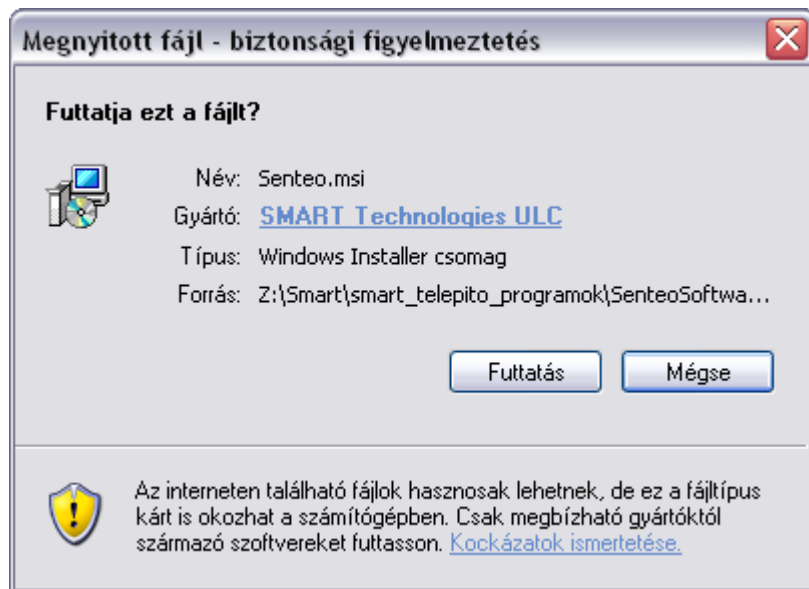 Megnyitott fájl - biztonsági figyelmeztetés
Futtatja ezt a fájlt?
Név: Senteo.msi
Gyártó: SMART Technologies ULC
Típus: Windows Installer csomag
Forrás: Z:\Smart\smart_telepito_programok\SenteoSoftwa...
Futtatás Mégse
Az interneten található fájlok hasznosak lehetnek, de ez a fájltípus
kárt is okozhat a számítógépben. Csak megbízható gyártóktól
származó szoftvereket futtasson. Kockázatok ismertetése.